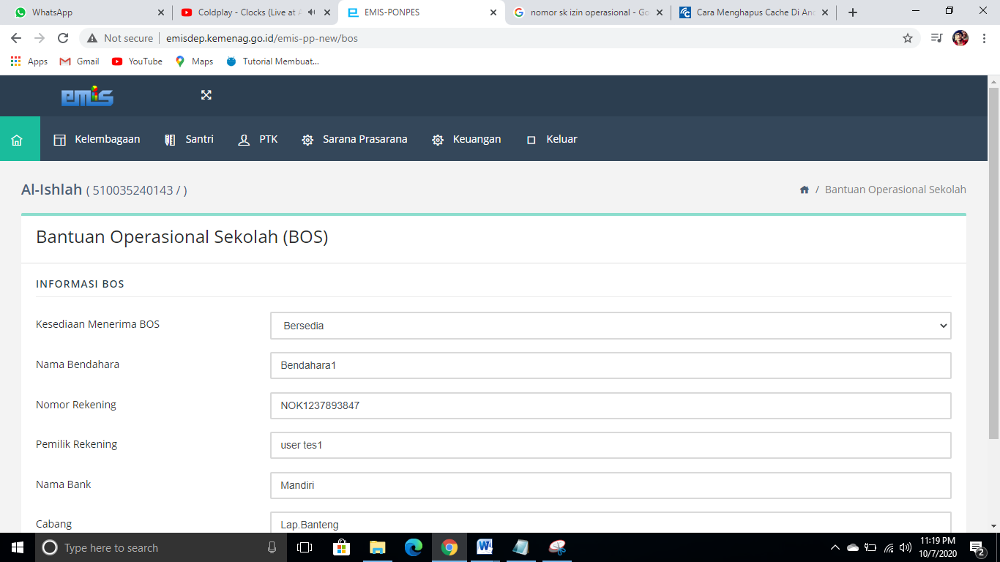 WhatsApp
Coldplay - Clocks (Live at A
EMIS-PONPES
nomor sk izin operasional - Go
Cara Menghapus Cache Di And
Not secure
emisdep.kemenag.go.id/emis-pp-new/bos
Apps
Gmail
YouTube
Maps
Tutorial Membuat...
emis
Kelembagaan
Santri
PTK
Sarana Prasarana
Keuangan
Keluar
Al-Ishlah ( 510035240143 / )
/ Bantuan Operasional Sekolah
Bantuan Operasional Sekolah (BOS)
INFORMASI BOS
Kesediaan Menerima BOS
Bersedia
Nama Bendahara
Bendahara1
Nomor Rekening
NOK1237893847
Pemilik Rekening
user tes1
Nama Bank
Mandiri
Cabang
Lap.Banteng
Type here to search
11:19 PM
10/7/2020
2